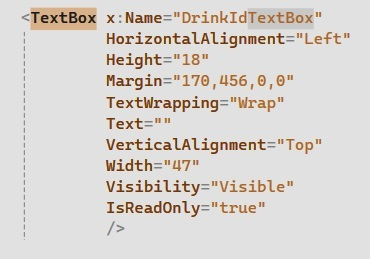 <TextBox x:Name="DrinkIdTextBox"
HorizontalAlignment="Left"
Height="18"
Margin="170,456,0,0"
TextWrapping="Wrap"
Text=""
VerticalAlignment="Top"
Width="47"
Visibility="Visible"
IsReadOnly="true"
/>